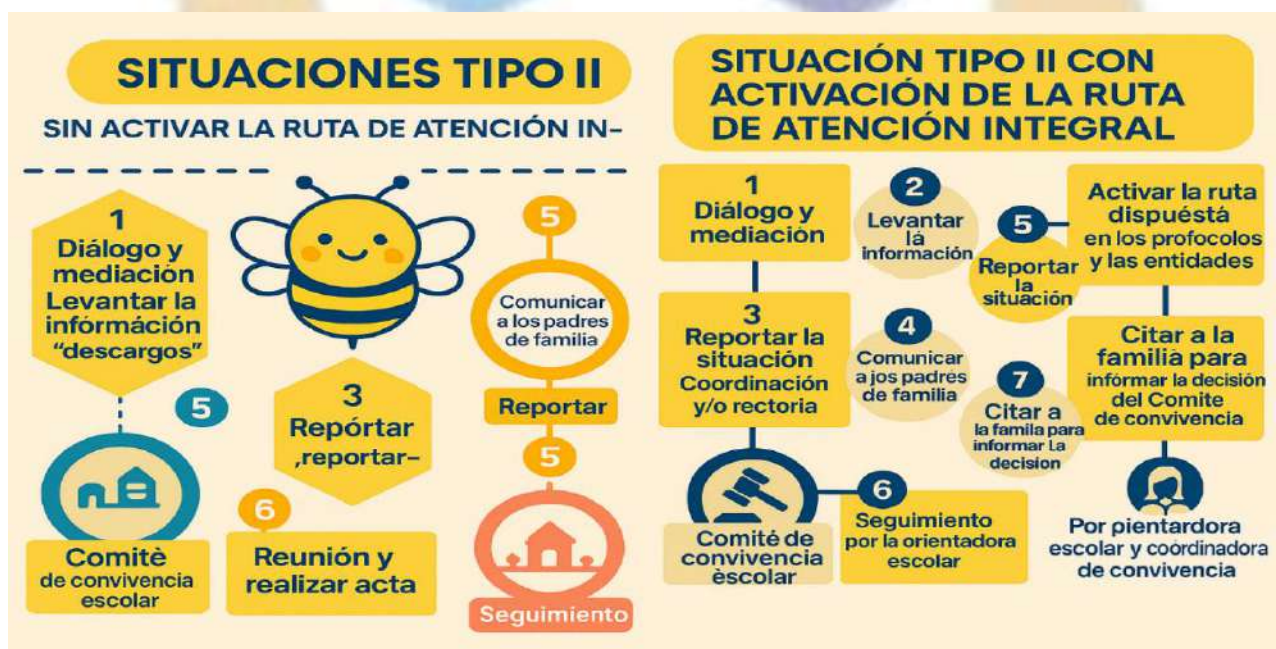 SITUACIONES TIPO II
SIN ACTIVAR LA RUTA DE ATENCIÓN IN-
1
Diálogo y
mediación
Levantar la
infórmáción
"descargos"
5
Comité
de convivencia
escolar
3
Repórtar
,reportar-
6
Reunión y
realizar acta
5
Comunicar
a los padres
de familia
Reportar
5
Seguimiento
SITUACIÓN TIPO II CON
ACTIVACIÓN DE LA RUTA
DE ATENCIÓN INTEGRAL
1
Diálogo y
mediación
2
Levantar
lá
información
3
Reportar la
situación
Coordinación
y/o rectoria
4
Comunicar
a jos padres
de familia
Comité de
convivencia
èscolar
6
Seguimiento
por la orientadora
escolar
5
Reportar
la
situación
Activar la ruta
dispuéstá
en los profocolos
y las entidades
7
Citar a
la famila para
informar La
decisíon
Citar a la
familia para
infórmar la decisión
del Comite
de convivencia
Por pientardora
escolar y coórdinadora
de convivencia